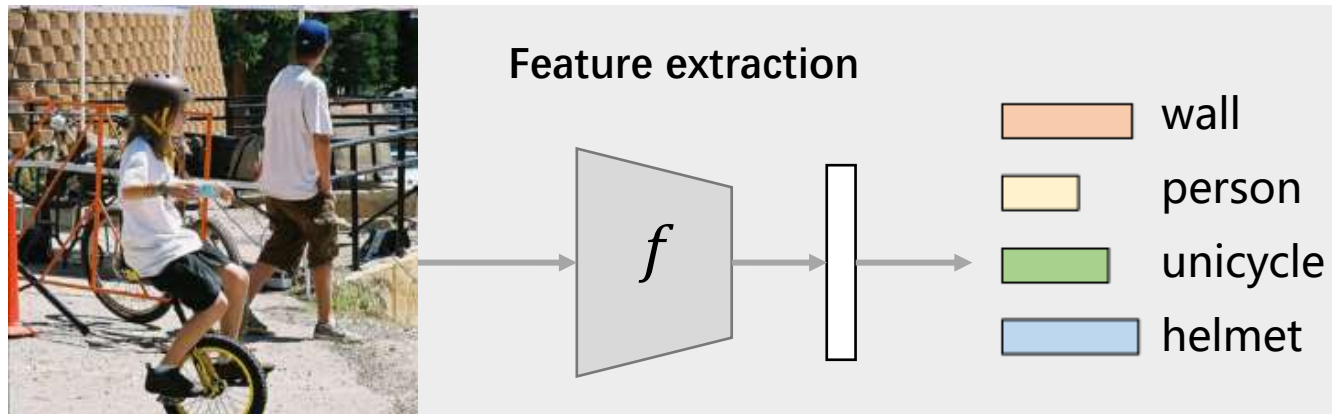 Feature extraction
f
wall
person
unicycle
helmet